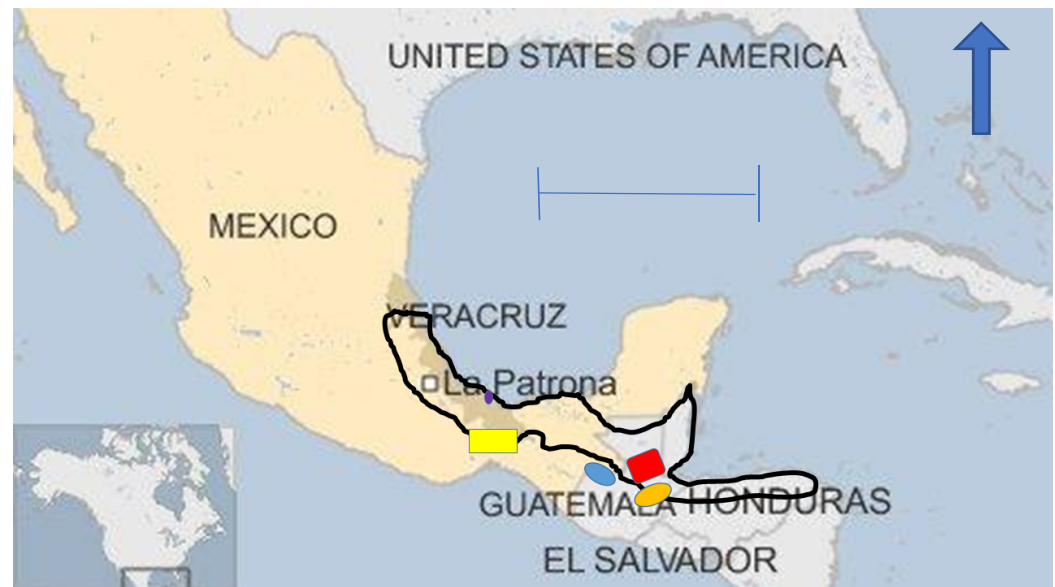 UNITED STATES OF AMERICA
MEXICO
VERACRUZ
La Patrona
GUATEMALA HONDURAS
EL SALVADOR